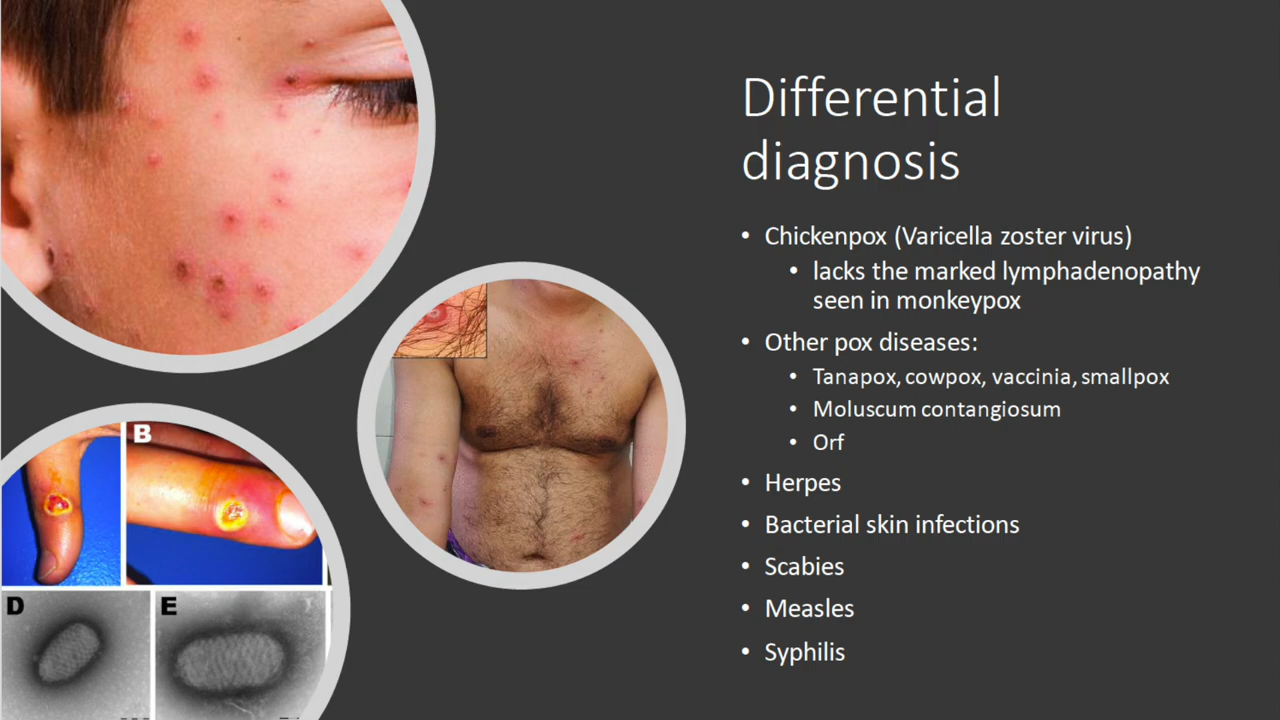 Differential
diagnosis
• Chickenpox (Varicella zoster virus)
• lacks the marked lymphadenopathy
seen in monkeypox
• Other pox diseases:
• Tanapox, cowpox, vaccinia, smallpox
• Moluscum contangiosum
• Orf
• Herpes
• Bacterial skin infections
• Scabies
• Measles
• Syphilis
B
D
E